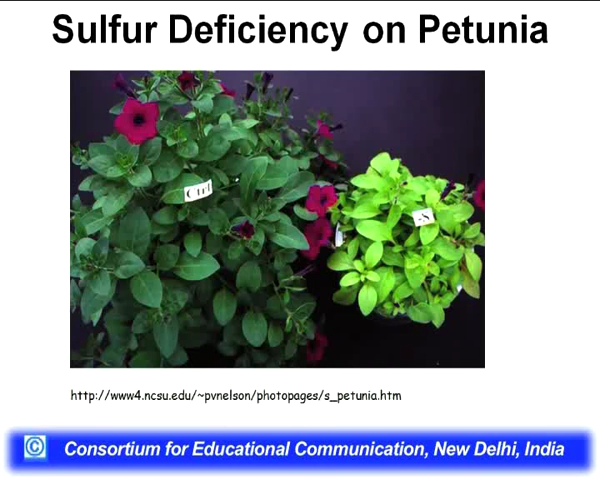 Sulfur Deficiency on Petunia
Ctrl
-S
http://www4.ncsu.edu/~pvnelson/photopages/s_petunia.htm
© Consortium for Educational Communication, New Delhi, India